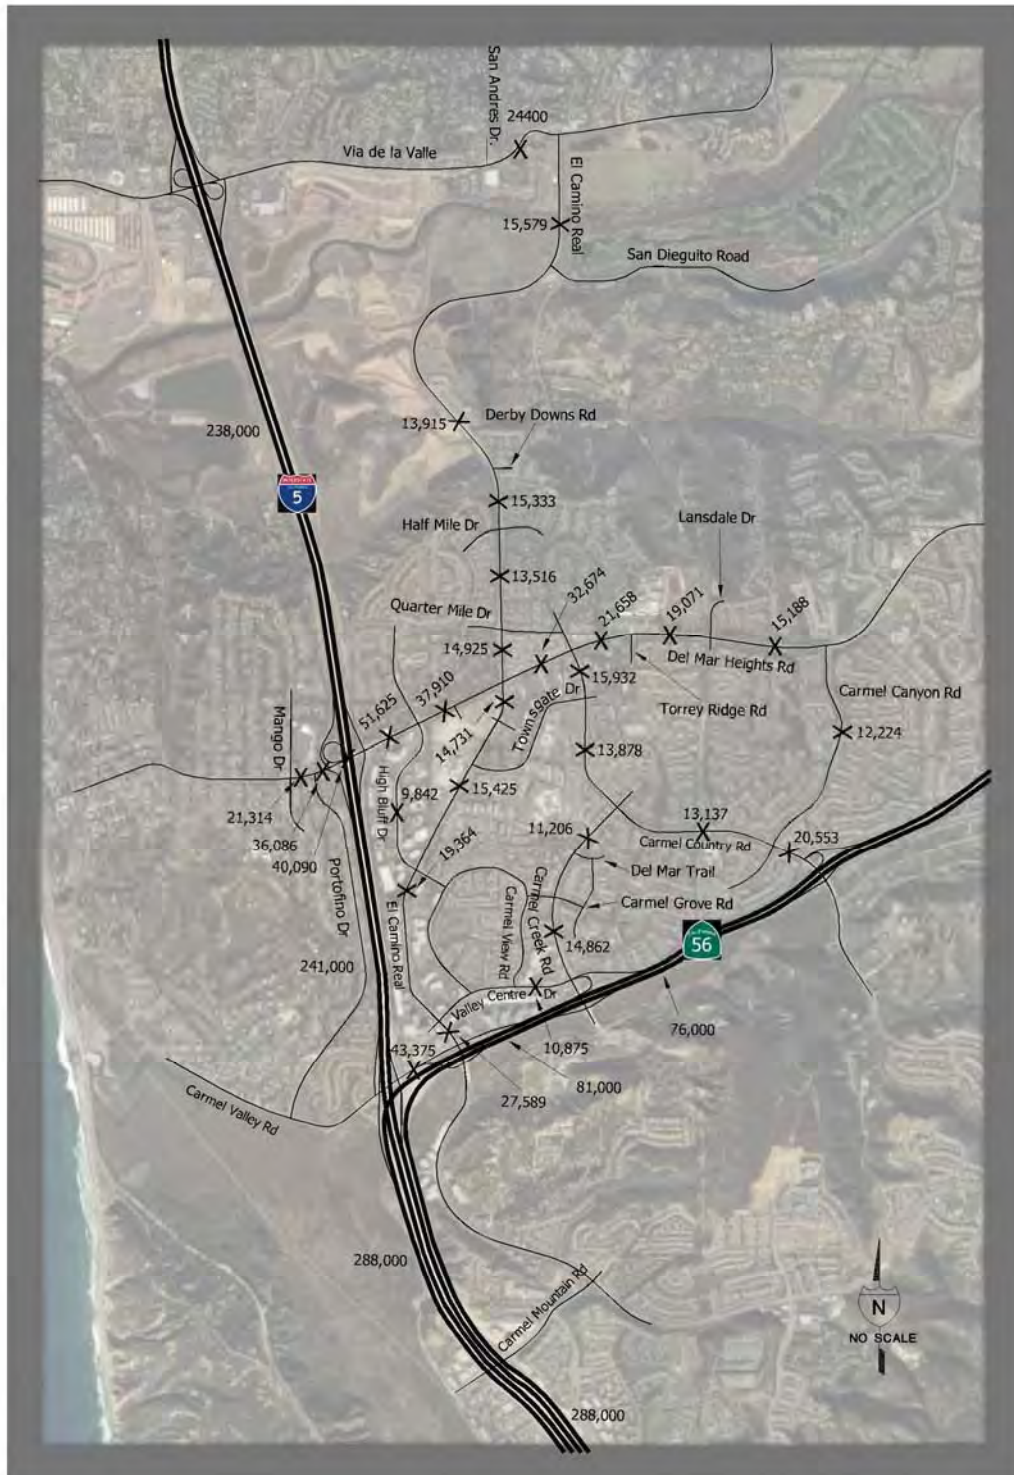 San Andres Dr.
24400
Via de la Valle
El Camino Real
15,579
San Dieguito Road
238,000
INTERSTATE
CALIFORNIA
5
13,915
Derby Downs Rd
15,333
Half Mile Dr
Lansdale Dr
13,516
32,674
21,658
19,071
15,188
Quarter Mile Dr
14,925
Del Mar Heights Rd
15,932
Torrey Ridge Rd
Carmel Canyon Rd
12,224
37,910
51,625
14,731
Townsgate Dr
13,878
Mango Dr
21,314
36,086
40,090
High Bluff Dr
9,842
15,425
19,364
11,206
13,137
Carmel Country Rd
20,553
Del Mar Trail
Carmel Grove Rd
Portofino Dr
El Camino Real
Carmel View Rd
Carmel Creek Rd
14,862
CALIFORNIA
56
241,000
Valley Centre Dr
10,875
76,000
43,375
81,000
27,589
Carmel Valley Rd
288,000
Carmel Mountain Rd
N
NO SCALE
288,000